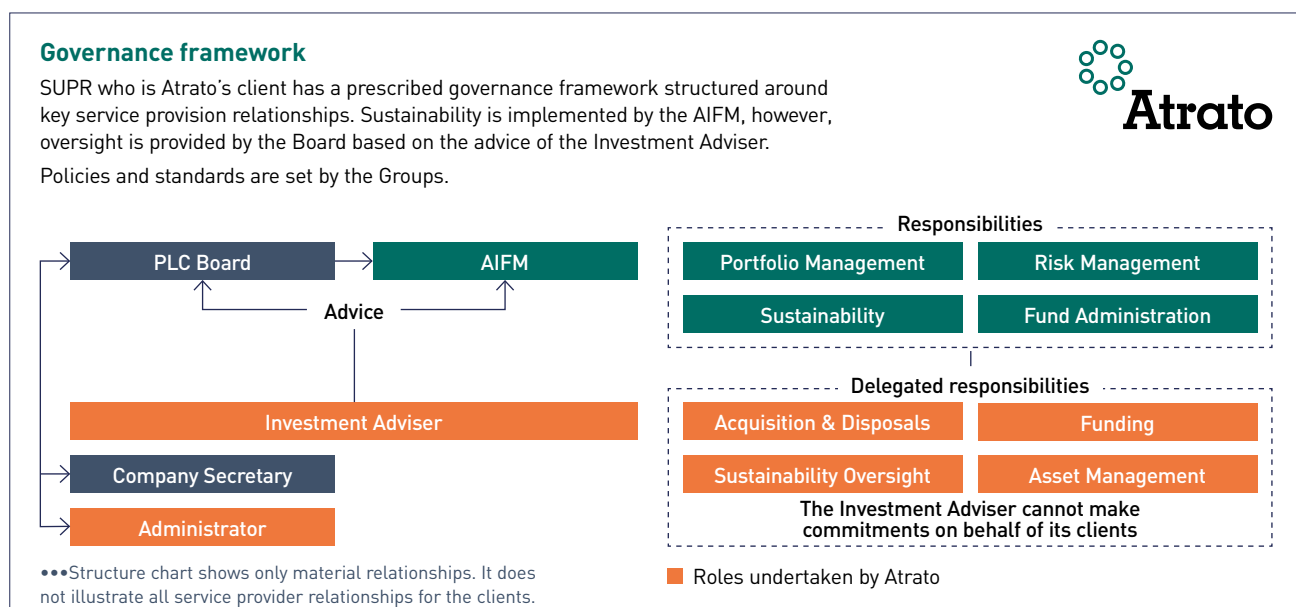 Governance framework
SUPR who is Atrato’s client has a prescribed governance framework structured around
key service provision relationships. Sustainability is implemented by the AIFM, however,
oversight is provided by the Board based on the advice of the Investment Adviser.
Policies and standards are set by the Groups.
Atrato
PLC Board
AIFM
Advice
Investment Adviser
Company Secretary
Administrator
•••Structure chart shows only material relationships. It does
not illustrate all service provider relationships for the clients.
Responsibilities
Portfolio Management
Risk Management
Sustainability
Fund Administration
Delegated responsibilities
Acquisition & Disposals
Funding
Sustainability Oversight
Asset Management
The Investment Adviser cannot make
commitments on behalf of its clients
Roles undertaken by Atrato